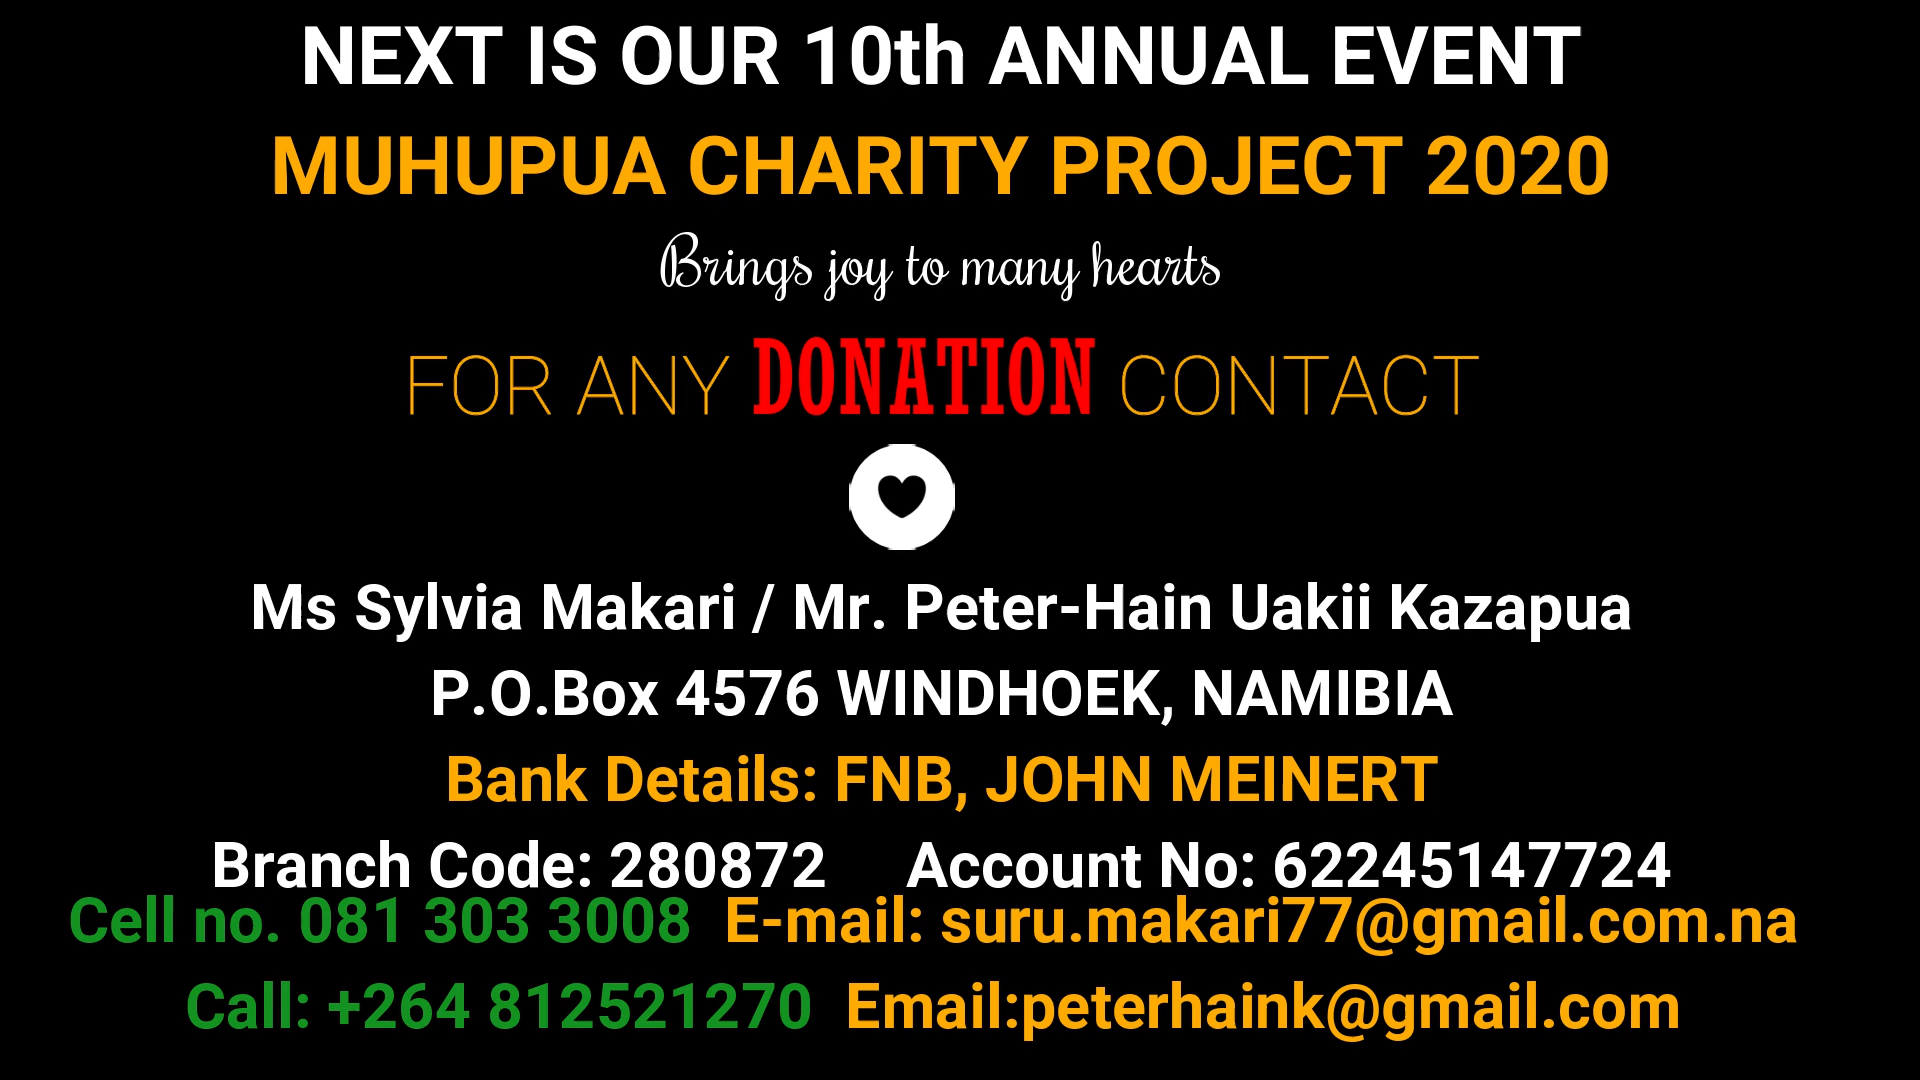 NEXT IS OUR 10th ANNUAL EVENT
MUHUPUA CHARITY PROJECT 2020
Brings joy to many hearts
FOR ANY DONATION CONTACT
Ms Sylvia Makari / Mr. Peter-Hain Uakii Kazapua
P.O.Box 4576 WINDHOEK, NAMIBIA
Bank Details: FNB, JOHN MEINERT
Branch Code: 280872 Account No: 62245147724
Cell no. 081 303 3008 E-mail: suru.makari77@gmail.com.na
Call: +264 812521270 Email:peterhaink@gmail.com